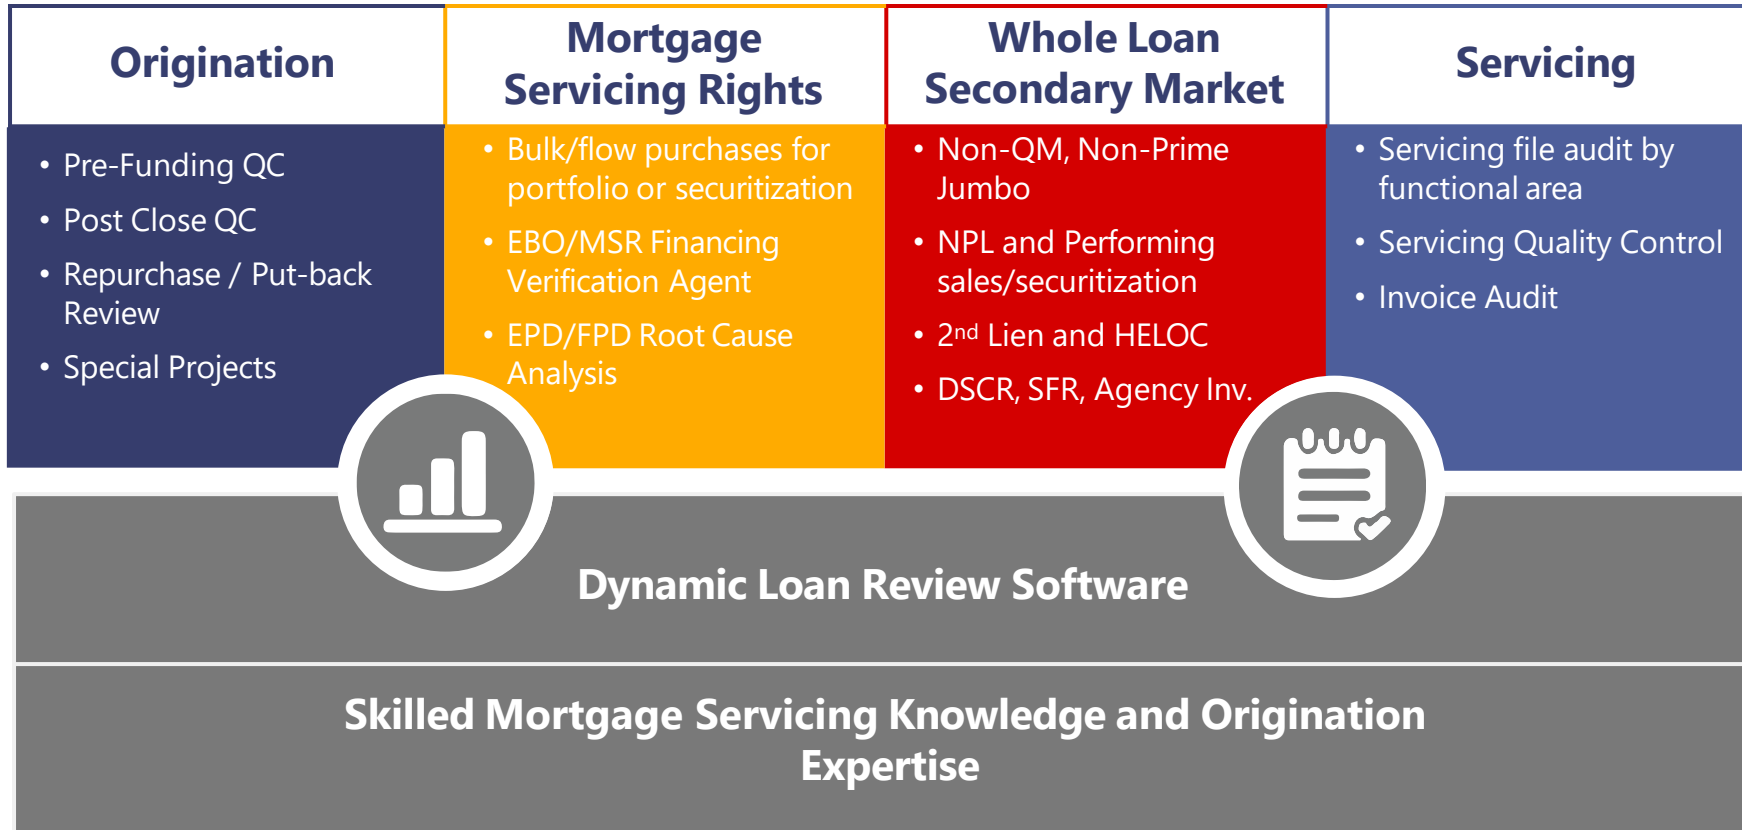 Origination
• Pre-Funding QC
• Post Close QC
• Repurchase / Put-back
Review
• Special Projects
Mortgage
Servicing Rights
• Bulk/flow purchases for
portfolio or securitization
• EBO/MSR Financing
Verification Agent
• EPD/FPD Root Cause
Analysis
Whole Loan
Secondary Market
• Non-QM, Non-Prime
Jumbo
• NPL and Performing
sales/securitization
• 2nd Lien and HELOC
• DSCR, SFR, Agency Inv.
Servicing
• Servicing file audit by
functional area
• Servicing Quality Control
• Invoice Audit
Dynamic Loan Review Software
Skilled Mortgage Servicing Knowledge and Origination
Expertise